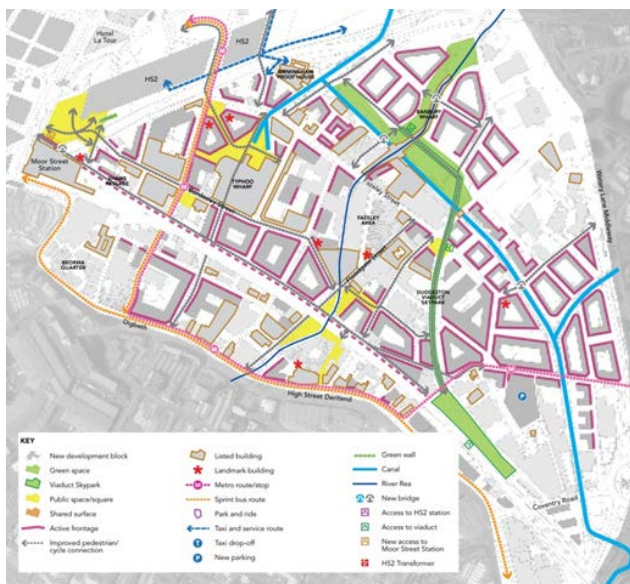 Hotel
La Tour
HS2
HS2
BIRMINGHAM
PROOF HOUSE
BANBURY
WHARF
Moor Street
Station
TYPHOO
WHARF
Watery Lane Middleway
FAZELEY
AREA
BEORMA
QUARTER
DUDDESTON
VIADUCT
SKYPARK
Digbeth
High Street Deritend
Coventry Road
M
M
M
P
KEY
New development block
Green space
Viaduct Skypark
Public space/square
Shared surface
Active frontage
Improved pedestrian/
cycle connection
Listed building
Landmark building
M
Metro route/stop
Sprint bus route
Park and ride
Taxi and service route
T
Taxi drop-off
P
New parking
Green wall
Canal
River Rea
New bridge
Access to HS2 station
Access to viaduct
New access to
Moor Street Station
HS2 Transformer